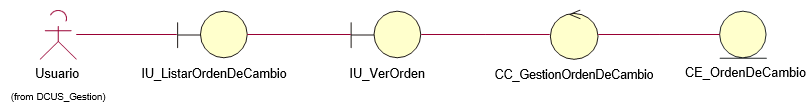 Usuario
(from DCUS_Gestion)
IU_ListarOrdenDeCambio
IU_VerOrden
CC_GestionOrdenDeCambio
CE_OrdenDeCambio